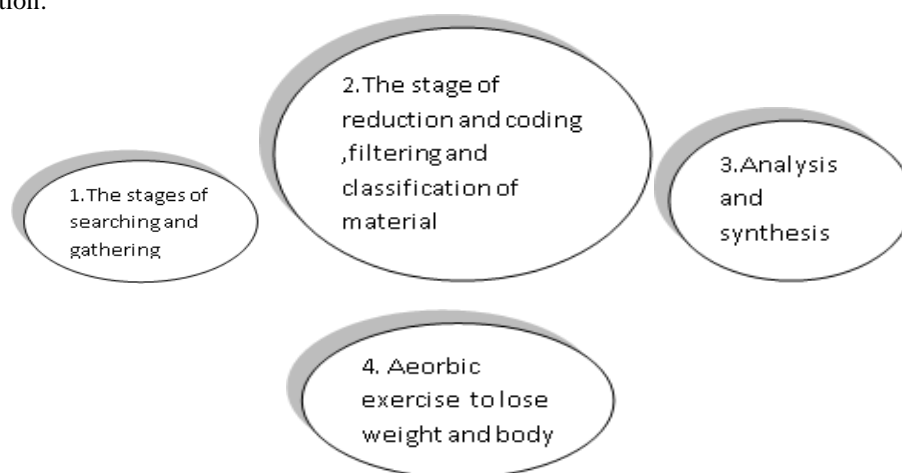 tion.
2.The stage of
reduction and coding
,filtering and
classification of
material
1.The stages of
searching and
gathering
3.Analysis
and
synthesis
4. Aeorbic
exercise to lose
weight and body